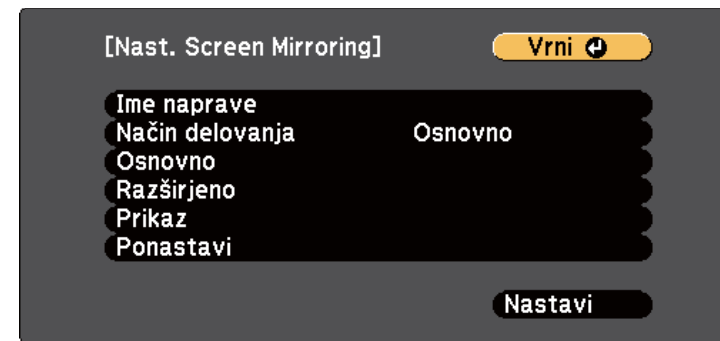 [Nast. Screen Mirroring] Vrni
Ime naprave
Način delovanja Osnovno
Osnovno
Razširjeno
Prikaz
Ponastavi
Nastavi